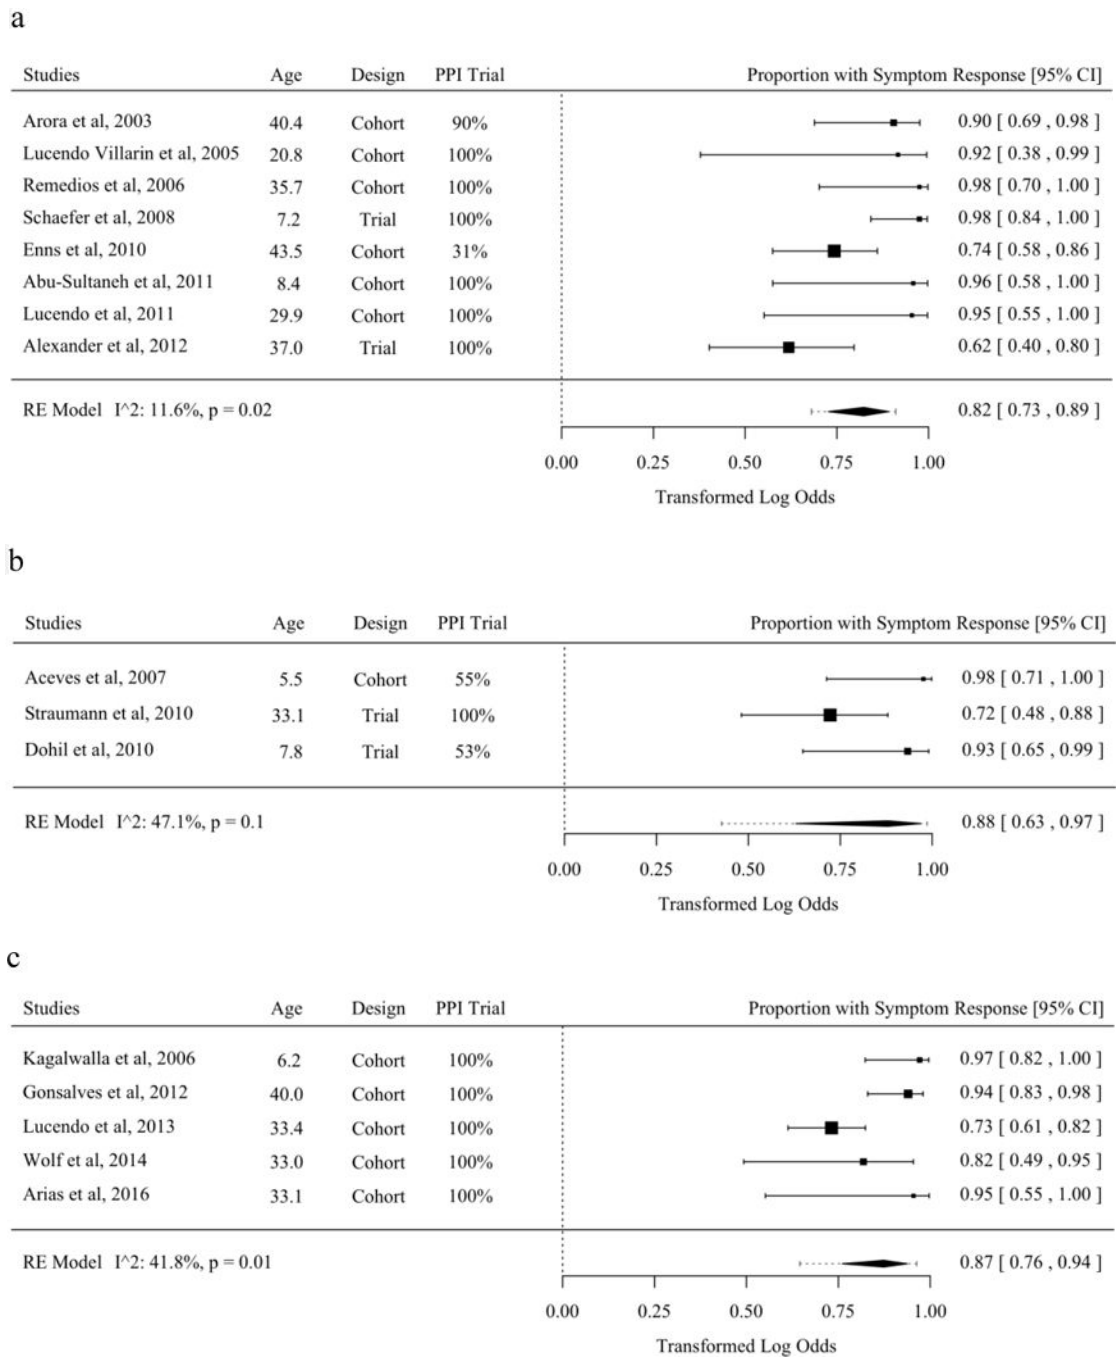 a
Studies Age Design PPI Trial Proportion with Symptom Response [95% CI]
Arora et al, 2003 40.4 Cohort 90% 0.90 [ 0.69 , 0.98 ]
Lucendo Villarin et al, 2005 20.8 Cohort 100% 0.92 [ 0.38 , 0.99 ]
Remedios et al, 2006 35.7 Cohort 100% 0.98 [ 0.70 , 1.00 ]
Schaefer et al, 2008 7.2 Trial 100% 0.98 [ 0.84 , 1.00 ]
Enns et al, 2010 43.5 Cohort 31% 0.74 [ 0.58 , 0.86 ]
Abu-Sultaneh et al, 2011 8.4 Cohort 100% 0.96 [ 0.58 , 1.00 ]
Lucendo et al, 2011 29.9 Cohort 100% 0.95 [ 0.55 , 1.00 ]
Alexander et al, 2012 37.0 Trial 100% 0.62 [ 0.40 , 0.80 ]
RE Model I^2: 11.6%, p = 0.02 0.82 [ 0.73 , 0.89 ]
0.00 0.25 0.50 0.75 1.00
Transformed Log Odds
b
Studies Age Design PPI Trial Proportion with Symptom Response [95% CI]
Aceves et al, 2007 5.5 Cohort 55% 0.98 [ 0.71 , 1.00 ]
Straumann et al, 2010 33.1 Trial 100% 0.72 [ 0.48 , 0.88 ]
Dohil et al, 2010 7.8 Trial 53% 0.93 [ 0.65 , 0.99 ]
RE Model I^2: 47.1%, p = 0.1 0.88 [ 0.63 , 0.97 ]
0.00 0.25 0.50 0.75 1.00
Transformed Log Odds
c
Studies Age Design PPI Trial Proportion with Symptom Response [95% CI]
Kagalwalla et al, 2006 6.2 Cohort 100% 0.97 [ 0.82 , 1.00 ]
Gonsalves et al, 2012 40.0 Cohort 100% 0.94 [ 0.83 , 0.98 ]
Lucendo et al, 2013 33.4 Cohort 100% 0.73 [ 0.61 , 0.82 ]
Wolf et al, 2014 33.0 Cohort 100% 0.82 [ 0.49 , 0.95 ]
Arias et al, 2016 33.1 Cohort 100% 0.95 [ 0.55 , 1.00 ]
RE Model I^2: 41.8%, p = 0.01 0.87 [ 0.76 , 0.94 ]
0.00 0.25 0.50 0.75 1.00
Transformed Log Odds